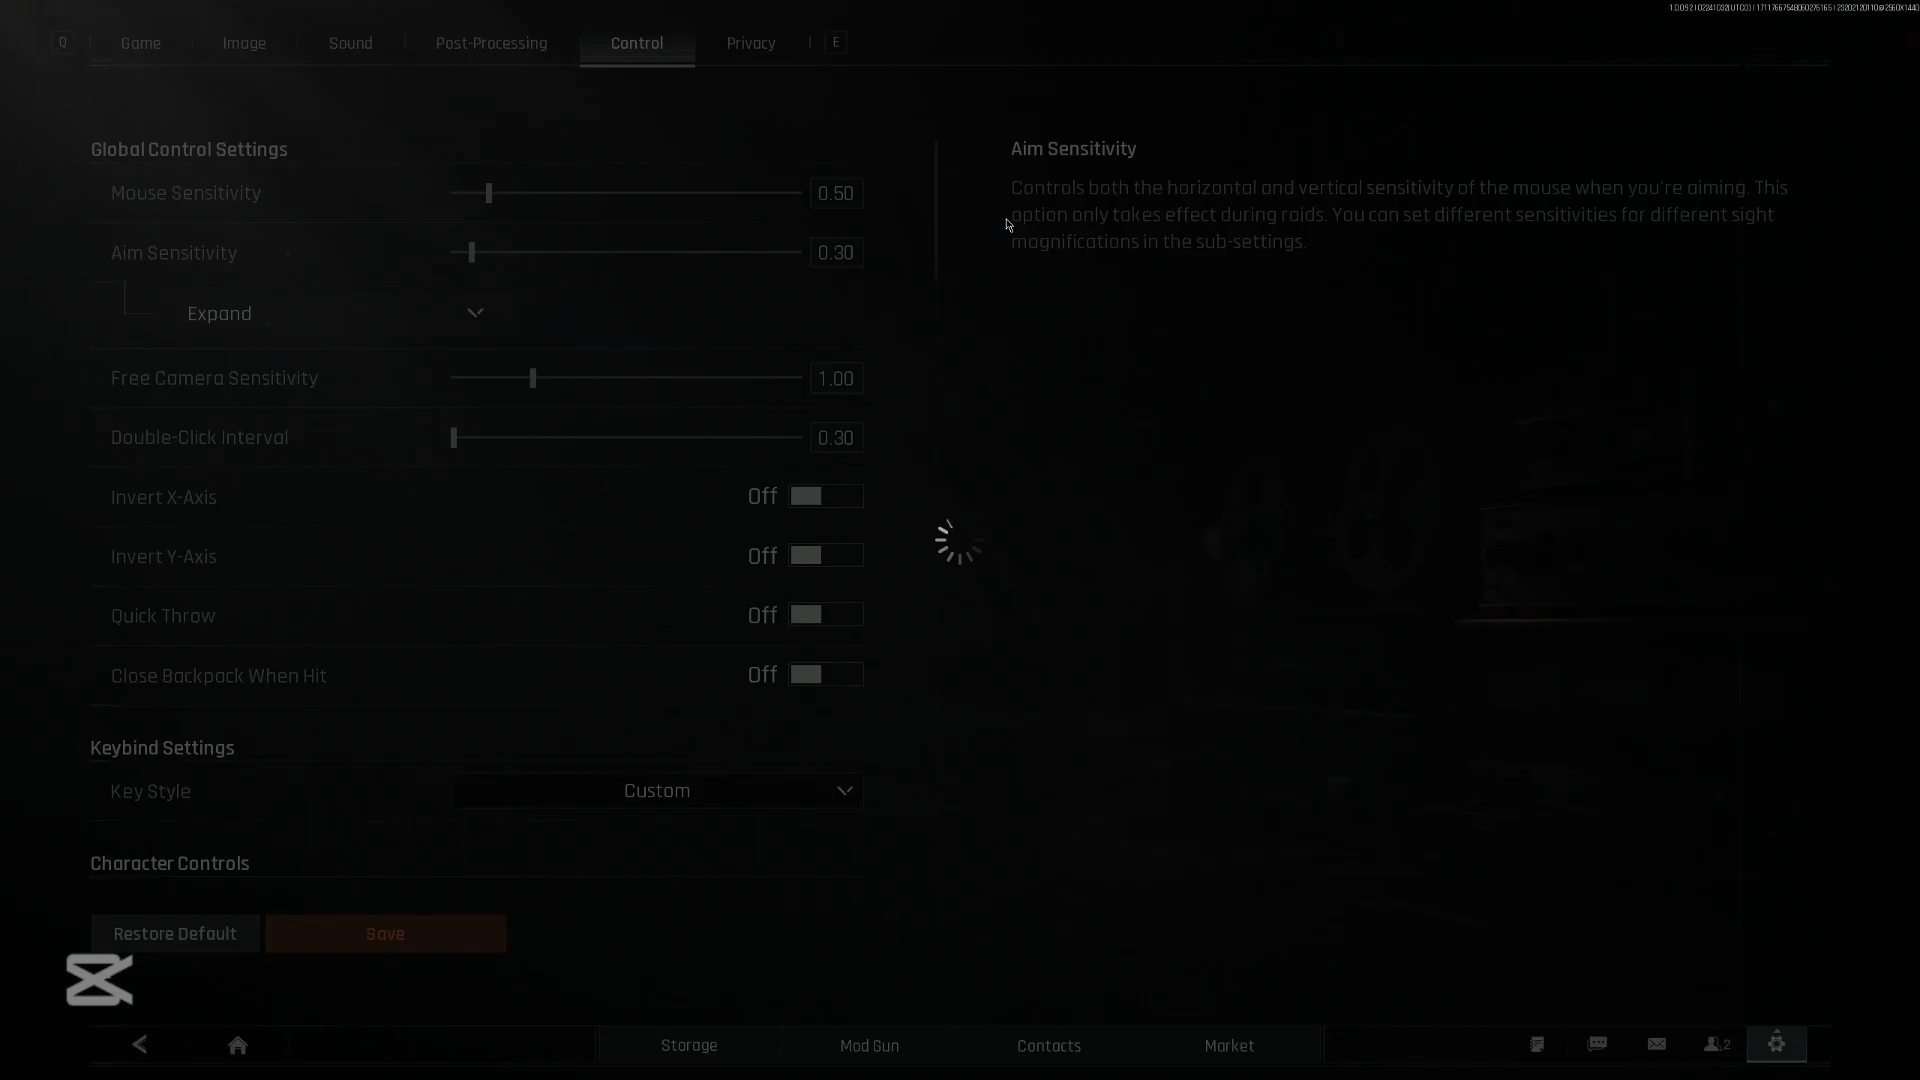 Q
Game
Image
Sound
Post-Processing
Control
Privacy
E
Global Control Settings
Mouse Sensitivity
0.50
Aim Sensitivity
0.30
Expand
Free Camera Sensitivity
1.00
Double-Click Interval
0.30
Invert X-Axis
Off
Invert Y-Axis
Off
Quick Throw
Off
Close Backpack When Hit
Off
Keybind Settings
Key Style
Custom
Character Controls
Restore Default
Save
Aim Sensitivity
Controls both the horizontal and vertical sensitivity of the mouse when you're aiming. This
option only takes effect during raids. You can set different sensitivities for different sight
magnifications in the sub-settings.
Storage
Mod Gun
Contacts
Market
2